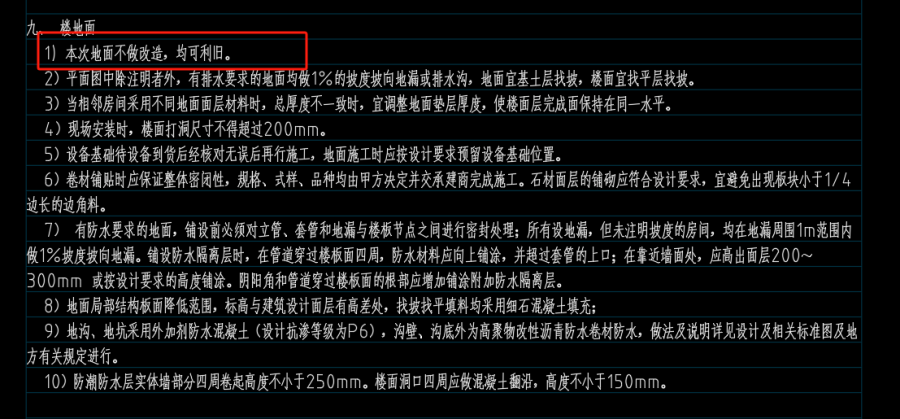 九、 楼地面
1) 本次地面不做改造，均可利旧。
2) 平面图中除注明者外，有排水要求的地面均做1%的坡度坡向地漏或排水沟，地面宜基土层找坡，楼面宜找平层找坡。
3) 当相邻房间采用不同地面面层材料时，总厚度不一致时，宜调整地面垫层厚度，使楼面层完成面保持在同一水平。
4) 现场安装时，楼面打洞尺寸不得超过200mm。
5) 设备基础待设备到货后经核对无误后再行施工，地面施工时应按设计要求预留设备基础位置。
6) 卷材铺贴时应保证整体密闭性，规格、式样、品种均由甲方决定并交承建商完成施工。石材面层的铺砌应符合设计要求，宜避免出现板块小于1/4
边长的边角料。
7) 有防水要求的地面，铺设前必须对立管、套管和地漏与楼板节点之间进行密封处理；所有设地漏，但未注明坡度的房间，均在地漏周围1m范围内
做1%坡度坡向地漏。铺设防水隔离层时，在管道穿过楼板面四周，防水材料应向上铺涂，并超过套管的上口；在靠近墙面处，应高出面层200～
300mm 或按设计要求的高度铺涂。阴阳角和管道穿过楼板面的根部应增加铺涂附加防水隔离层。
8) 地面局部结构板面降低范围，标高与建筑设计面层有高差处，找坡找平填料均采用细石混凝土填充；
9) 地沟、地坑采用外加剂防水混凝土（设计抗渗等级为P6），沟壁、沟底外为高聚物改性沥青防水卷材防水，做法及说明详见设计及相关标准图及地
方有关规定进行。
10) 防潮防水层实体墙部分四周卷起高度不小于250mm。楼面洞口四周应做混凝土翻沿，高度不小于150mm。